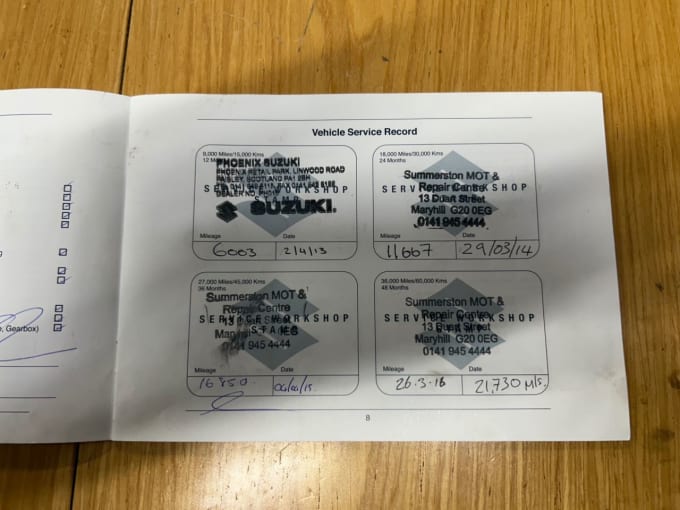 , Gearbox)
Vehicle Service Record
9,000 Miles/15,000 Kms
12 Months
PHOENIX SUZUKI
PHOENIX RETAIL PARK, LINWOOD ROAD
PAISLEY, SCOTLAND PA1 2BH
SERVICE WORKSHOP
STAMP
SUZUKI.
Mileage Date
6003 2/4/13
18,000 Miles/30,000 Kms
24 Months
Summerston MOT &
Repair Centre
SERVICE WORKSHOP
13 Duart Street
Maryhill G20 0EG
0141 945 4444
Mileage Date
11667 29/03/14
27,000 Miles/45,000 Kms
36 Months
Summerston MOT &
Repair Centre
SERVICE WORKSHOP
STAMP
0141 945 4444
Mileage Date
16850
36,000 Miles/60,000 Kms
48 Months
Summerston MOT &
Repair Centre
SERVICE WORKSHOP
13 Duart Street
Maryhill G20 0EG
0141 945 4444
Mileage Date
26.3.16 21,730 Mls.
8